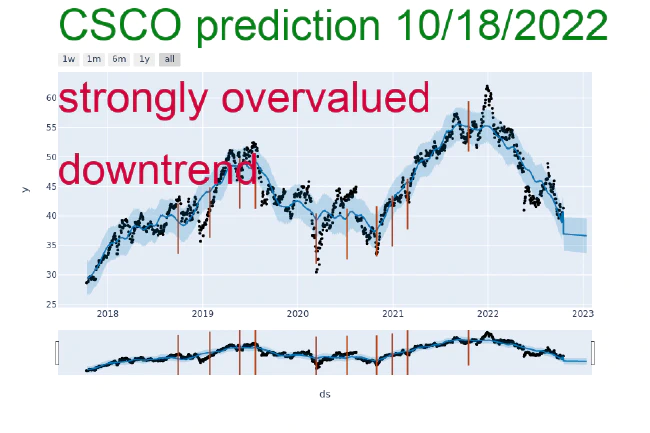 CSCO prediction 10/18/2022
1w 1m 6m 1y all
strongly overvalued
downtrend
y
60
55
50
45
40
35
30
25
2018 2019 2020 2021 2022 2023
ds